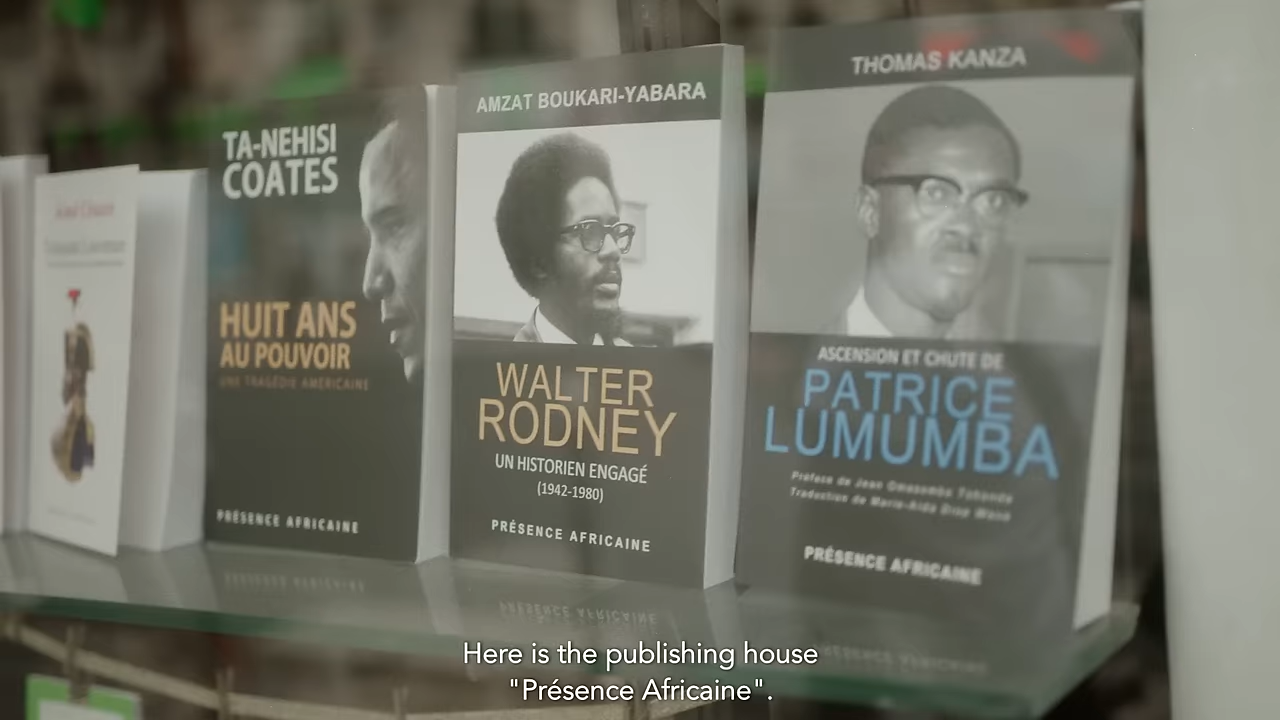 TA-NEHISI
COATES
HUIT ANS
AU POUVOIR
UNE TRAGÉDIE AMÉRICAINE
PRÉSENCE AFRICAINE
AMZAT BOUKARI-YABARA
WALTER
RODNEY
UN HISTORIEN ENGAGÉ
(1942-1980)
PRÉSENCE AFRICAINE
THOMAS KANZA
ASCENSION ET CHUTE DE
PATRICE
LUMUMBA
Préface de Jean Omasombo Tshonda
Traduction de Marie-Aïda Diop Wane
PRÉSENCE AFRICAINE
Here is the publishing house
"Présence Africaine".